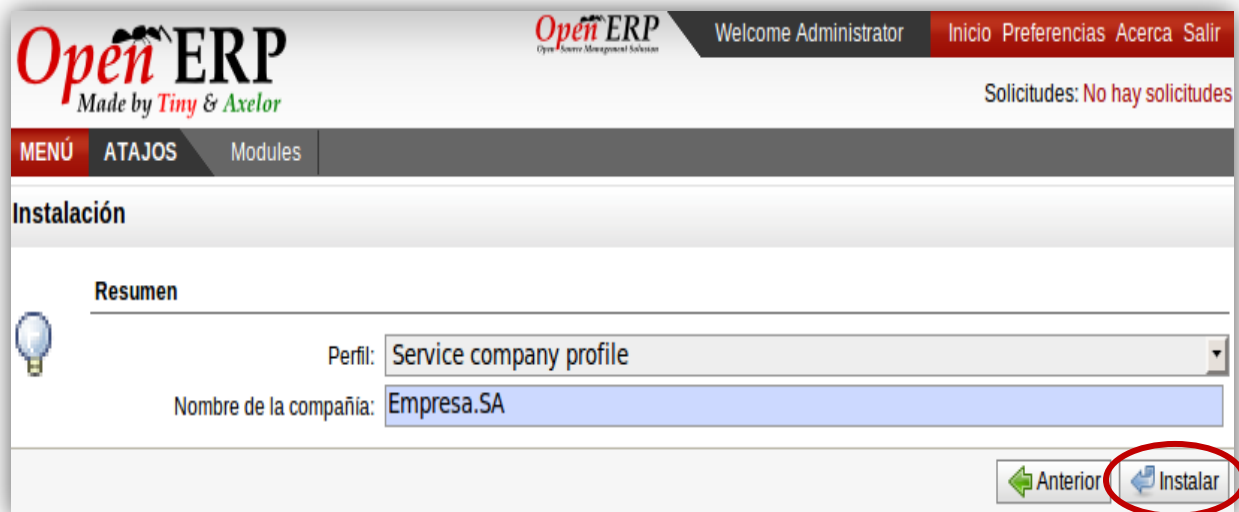 Open ERP
Made by Tiny & Axelor
Open ERP
Open Source Management Solution
Welcome Administrator
Inicio Preferencias Acerca Salir
Solicitudes: No hay solicitudes
MENÚ ATAJOS Modules
Instalación
Resumen
Perfil: Service company profile
Nombre de la compañía: Empresa.SA
Anterior Instalar